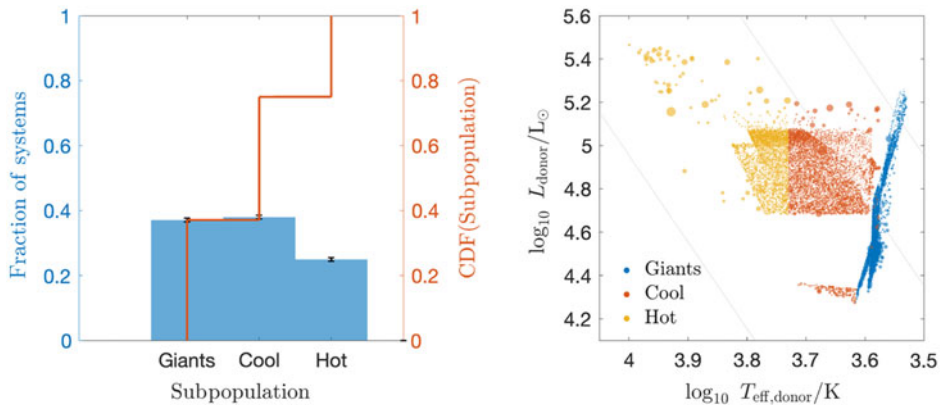 1
0.8
0.6
0.4
0.2
0
Fraction of systems
1
0.8
0.6
0.4
0.2
0
CDF(Subpopulation)
Giants Cool Hot
Subpopulation
5.6
5.4
5.2
5
4.8
4.6
4.4
4.2
log₁₀ L_donor/L_⊙
Giants
Cool
Hot
4 3.9 3.8 3.7 3.6 3.5
log₁₀ T_eff,donor/K